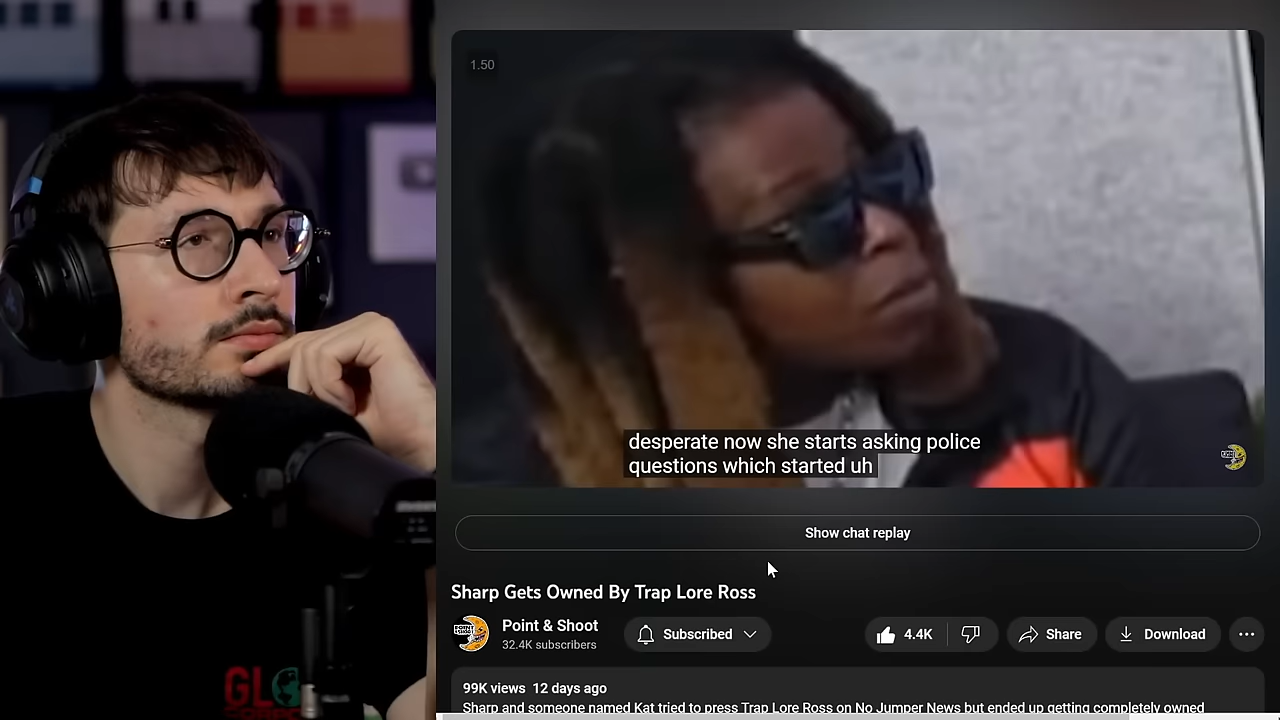 1.50
desperate now she starts asking police
questions which started uh
Show chat replay
Sharp Gets Owned By Trap Lore Ross
Point & Shoot
32.4K subscribers
Subscribed
4.4K
Share
Download
99K views 12 days ago
Sharp and someone named Kat tried to press Trap Lore Ross on No Jumper News but ended up getting completely owned
GL